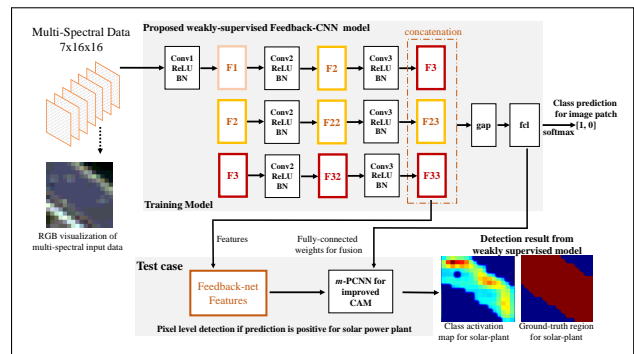 Proposed weakly-supervised Feedback-CNN model
Multi-Spectral Data
7x16x16
concatenation
Conv1
ReLU
BN
F1
Conv2
ReLU
BN
F2
Conv3
ReLU
BN
F3
F2
Conv2
ReLU
BN
F22
Conv3
ReLU
BN
F23
gap
fcl
Class prediction
for image patch
[1, 0]
softmax
F3
Conv2
ReLU
BN
F32
Conv3
ReLU
BN
F33
Training Model
RGB visualization of
multi-spectral input data
Features
Fully-connected
weights for fusion
Detection result from
weakly supervised model
Test case
Feedback-net
Features
m-PCNN for
improved
CAM
Pixel level detection if prediction is positive for solar power plant
Class activation
map for solar-plant
Ground-truth region
for solar-plant